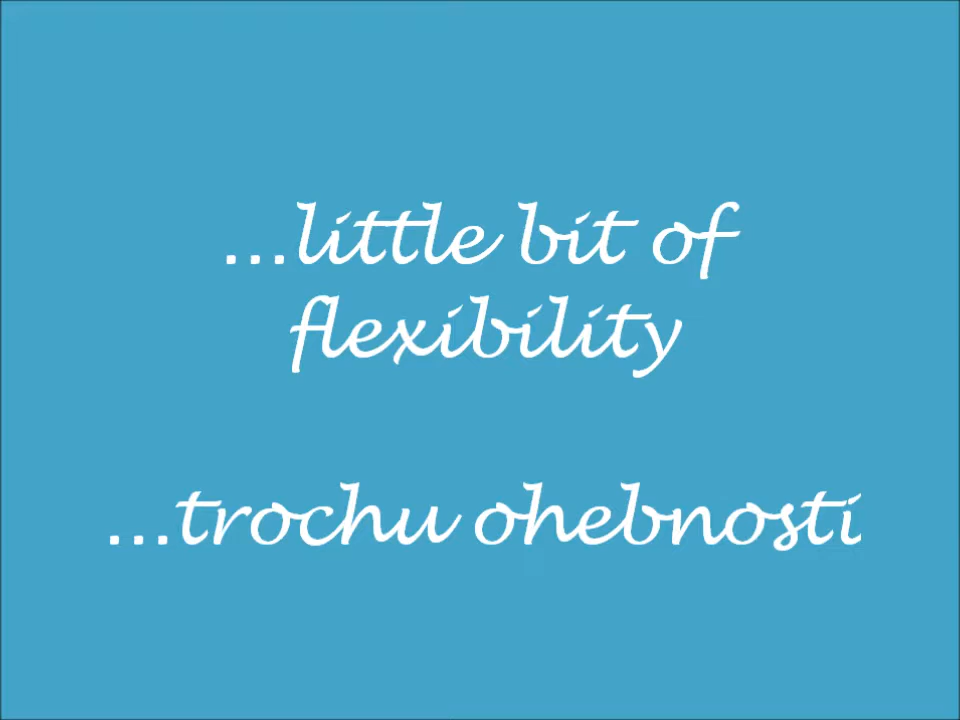 ...little bit of
flexibility
...trochu ohebnosti